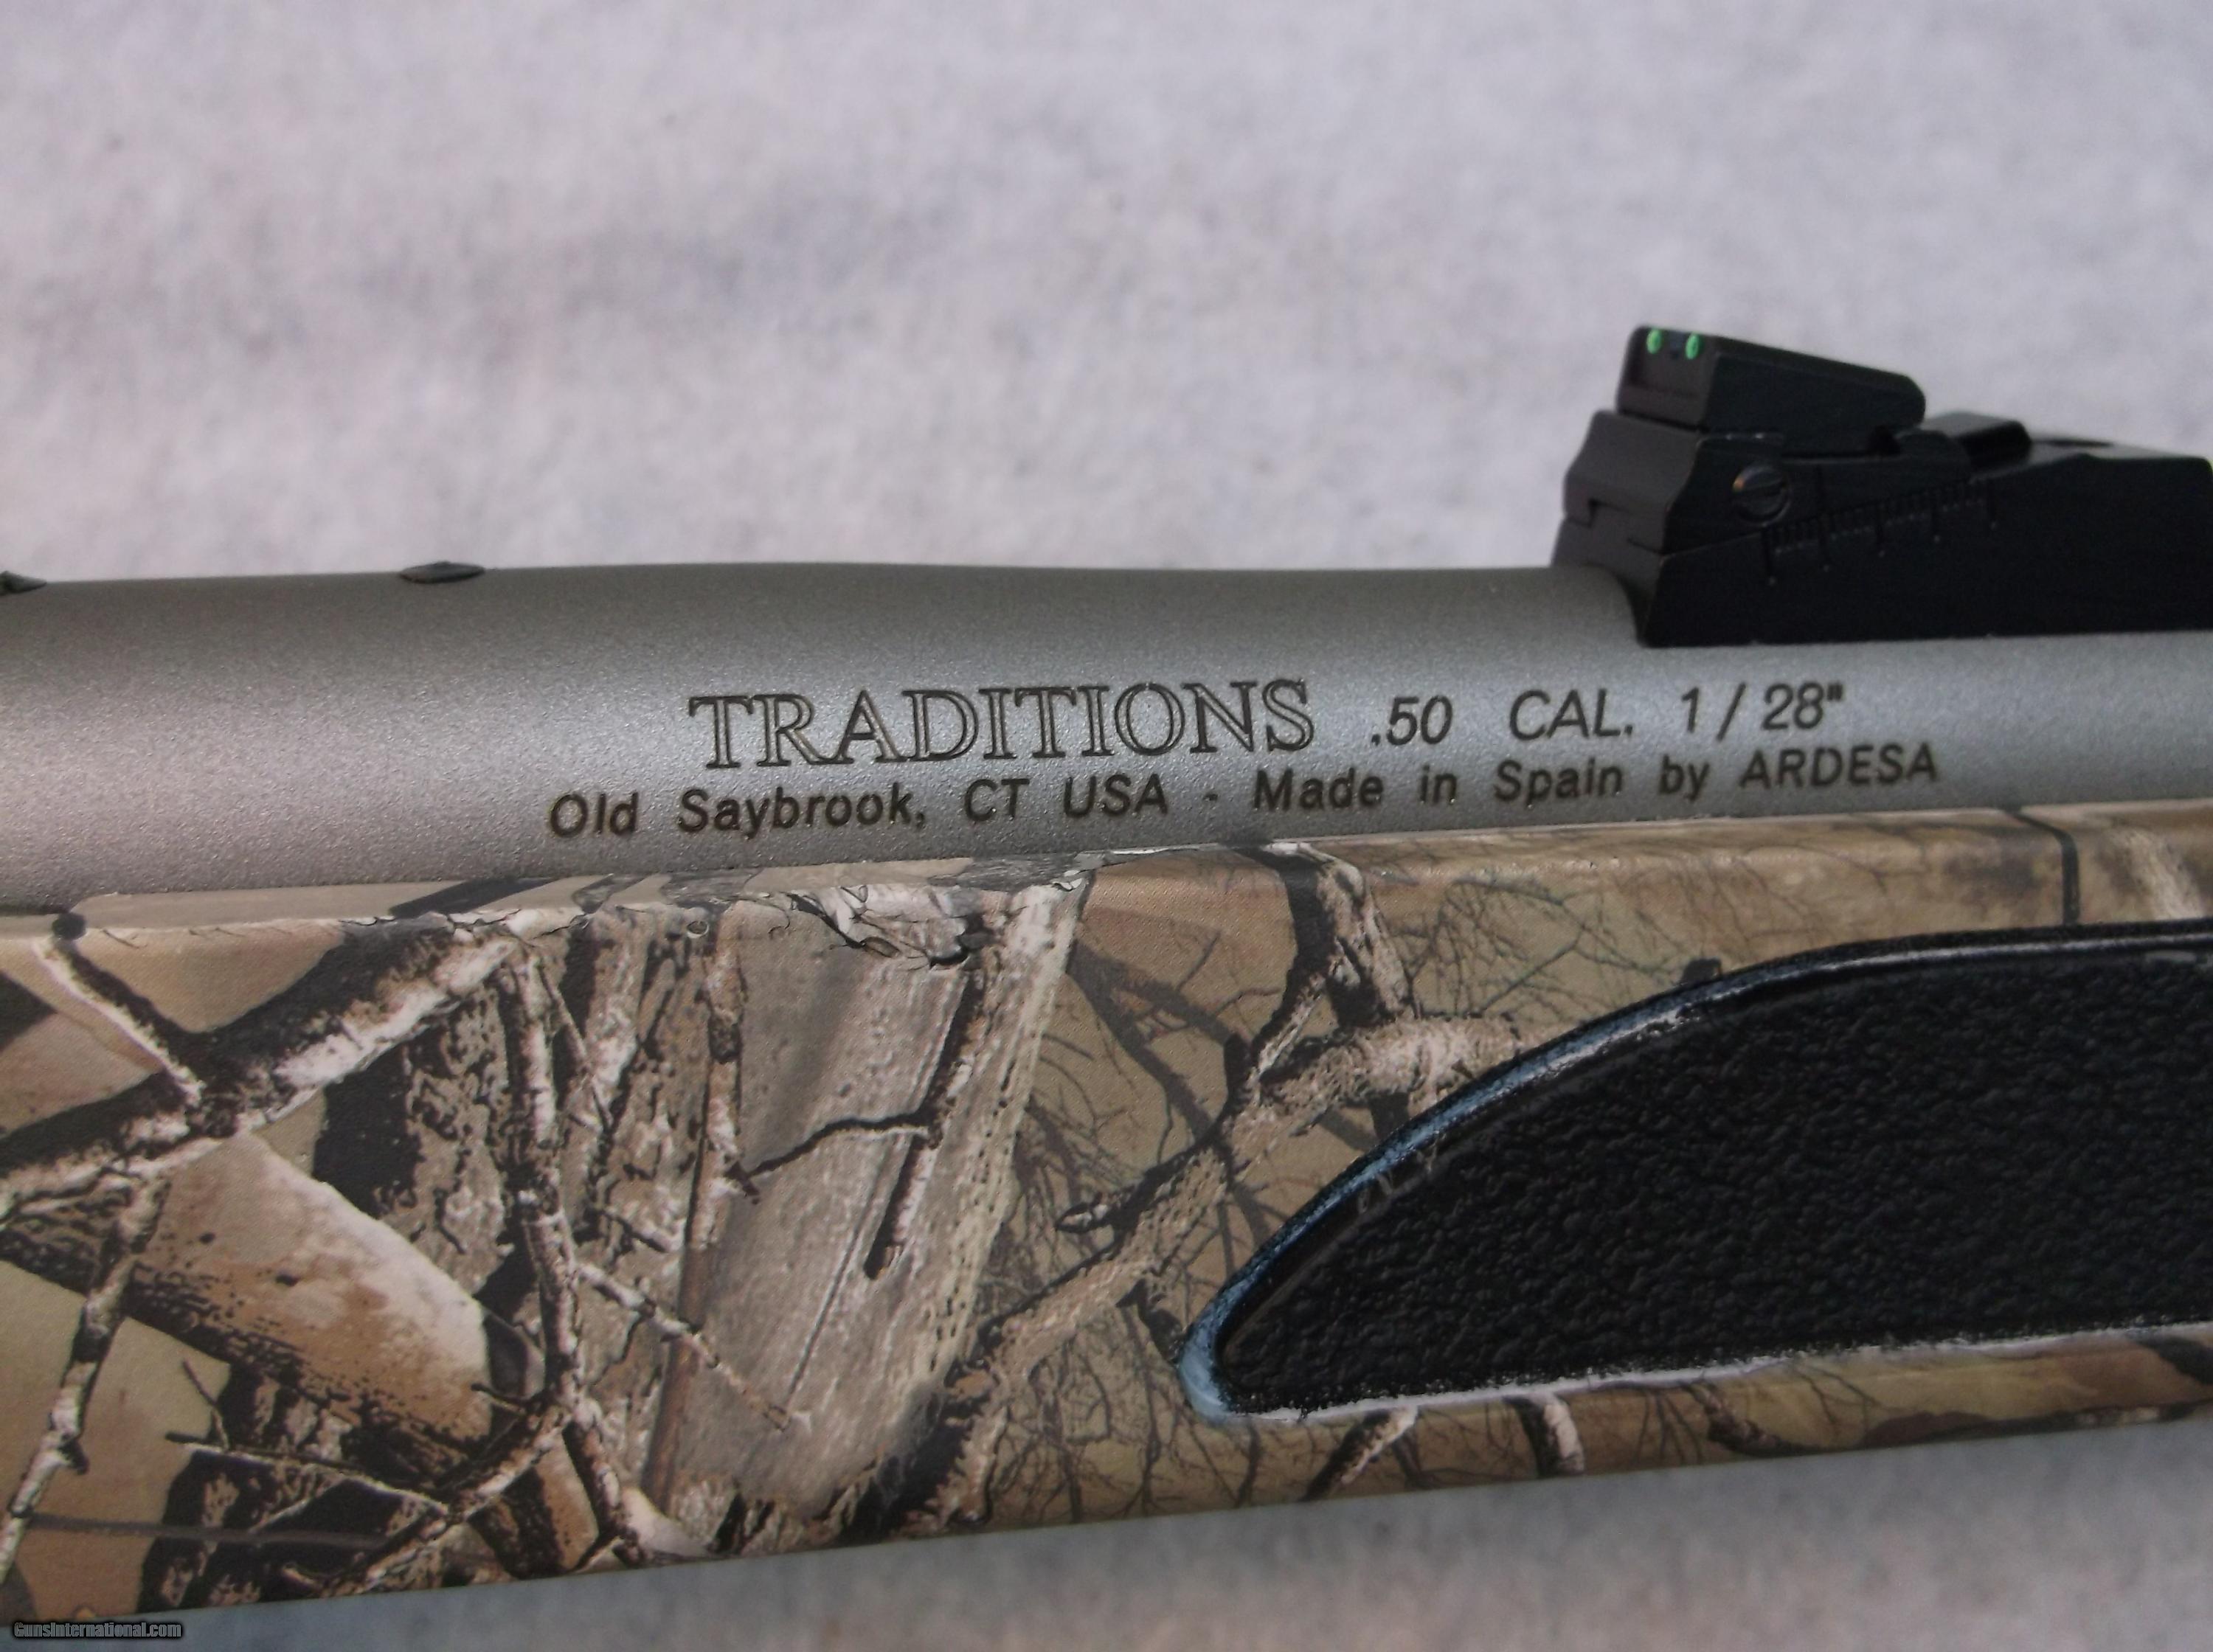 TRADITIONS .50 CAL. 1/28"
Old Saybrook, CT USA - Made in Spain by ARDESA
GunsInternational.com